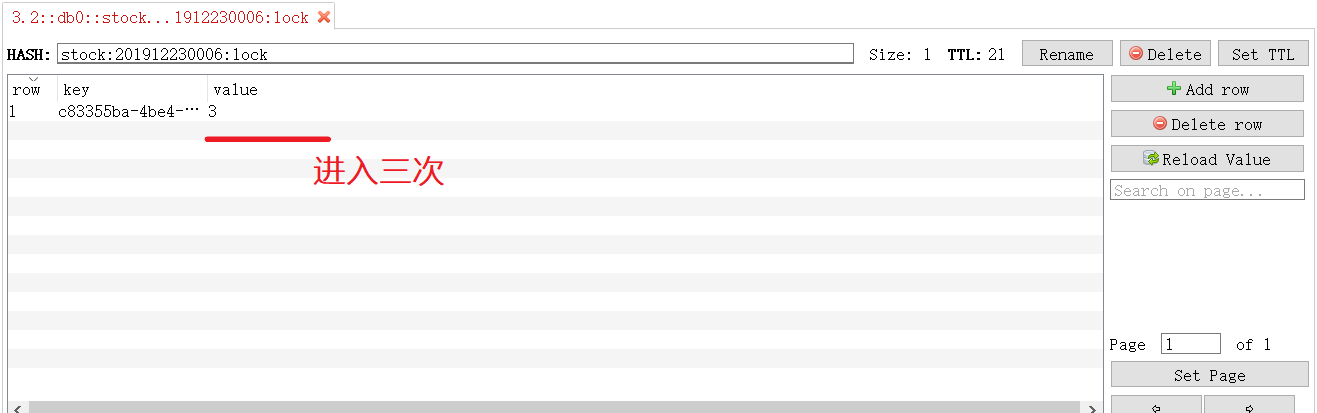 3.2::db0::stock...1912230006:lock
HASH: stock:201912230006:lock Size: 1 TTL: 21 Rename Delete Set TTL
row key value
1 c83355ba-4be4-… 3
进入三次
Add row
Delete row
Reload Value
Search on page...
Page 1 of 1
Set Page